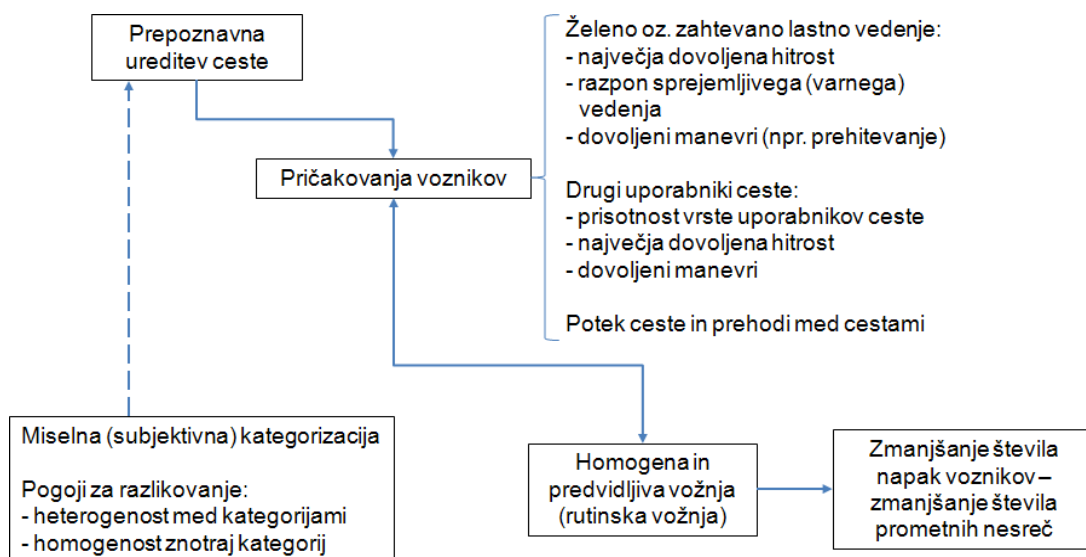 Prepoznavna
ureditev ceste
Želeno oz. zahtevano lastno vedenje:
- največja dovoljena hitrost
- razpon sprejemljivega (varnega)
vedenja
- dovoljeni manevri (npr. prehitevanje)
Pričakovanja voznikov
Drugi uporabniki ceste:
- prisotnost vrste uporabnikov ceste
- največja dovoljena hitrost
- dovoljeni manevri
Potek ceste in prehodi med cestami
Miselna (subjektivna) kategorizacija
Pogoji za razlikovanje:
- heterogenost med kategorijami
- homogenost znotraj kategorij
Homogena in
predvidljiva vožnja
(rutinska vožnja)
Zmanjšanje števila
napak voznikov –
zmanjšanje števila
prometnih nesreč